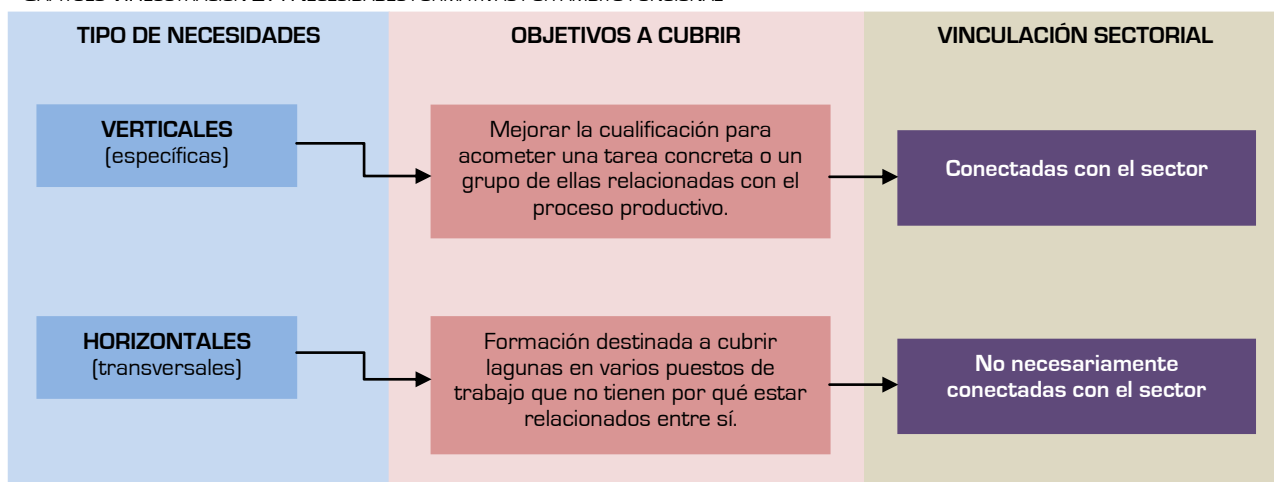 TIPO DE NECESIDADES
OBJETIVOS A CUBRIR
VINCULACIÓN SECTORIAL
VERTICALES
(específicas)
Mejorar la cualificación para
acometer una tarea concreta o un
grupo de ellas relacionadas con el
proceso productivo.
Conectadas con el sector
HORIZONTALES
(transversales)
Formación destinada a cubrir
lagunas en varios puestos de
trabajo que no tienen por qué estar
relacionados entre sí.
No necesariamente
conectadas con el sector